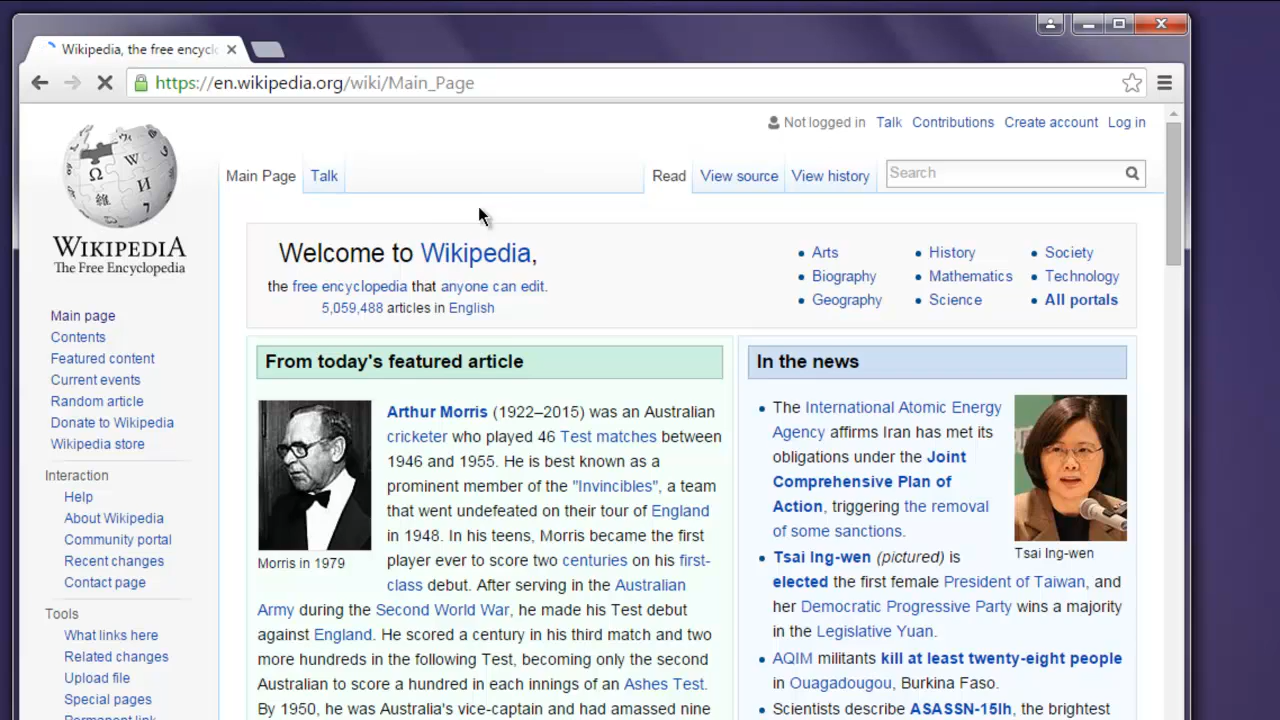 Wikipedia, the free encycl
https://en.wikipedia.org/wiki/Main_Page
Not logged in Talk Contributions Create account Log in
Main Page Talk Read View source View history Search
WIKIPEDIA
The Free Encyclopedia
Welcome to Wikipedia,
the free encyclopedia that anyone can edit.
5,059,488 articles in English
Arts
Biography
Geography
History
Mathematics
Science
Society
Technology
All portals
Main page
Contents
Featured content
Current events
Random article
Donate to Wikipedia
Wikipedia store
Interaction
Help
About Wikipedia
Community portal
Recent changes
Contact page
Tools
What links here
Related changes
Upload file
Special pages
Permanent link
From today's featured article
Morris in 1979
Arthur Morris (1922–2015) was an Australian
cricketer who played 46 Test matches between
1946 and 1955. He is best known as a
prominent member of the "Invincibles", a team
that went undefeated on their tour of England
in 1948. In his teens, Morris became the first
player ever to score two centuries on his first-
class debut. After serving in the Australian
Army during the Second World War, he made his Test debut
against England. He scored a century in his third match and two
more hundreds in the following Test, becoming only the second
Australian to score a hundred in each innings of an Ashes Test.
By 1950, he was Australia's vice-captain and had amassed nine
In the news
The International Atomic Energy
Agency affirms Iran has met its
obligations under the Joint
Comprehensive Plan of
Action, triggering the removal
of some sanctions.
Tsai Ing-wen
Tsai Ing-wen (pictured) is
elected the first female President of Taiwan, and
her Democratic Progressive Party wins a majority
in the Legislative Yuan.
AQIM militants kill at least twenty-eight people
in Ouagadougou, Burkina Faso.
Scientists describe ASASSN-15lh, the brightest